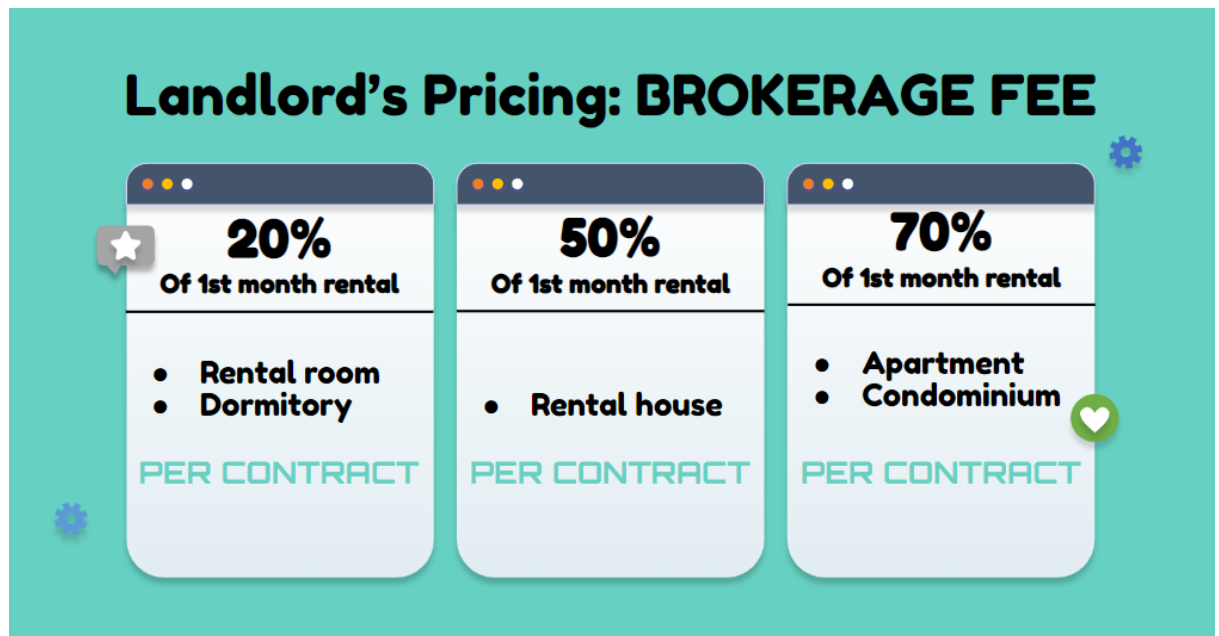 Landlord’s Pricing: BROKERAGE FEE
20%
Of 1st month rental
● Rental room
● Dormitory
PER CONTRACT
50%
Of 1st month rental
● Rental house
PER CONTRACT
70%
Of 1st month rental
● Apartment
● Condominium
PER CONTRACT